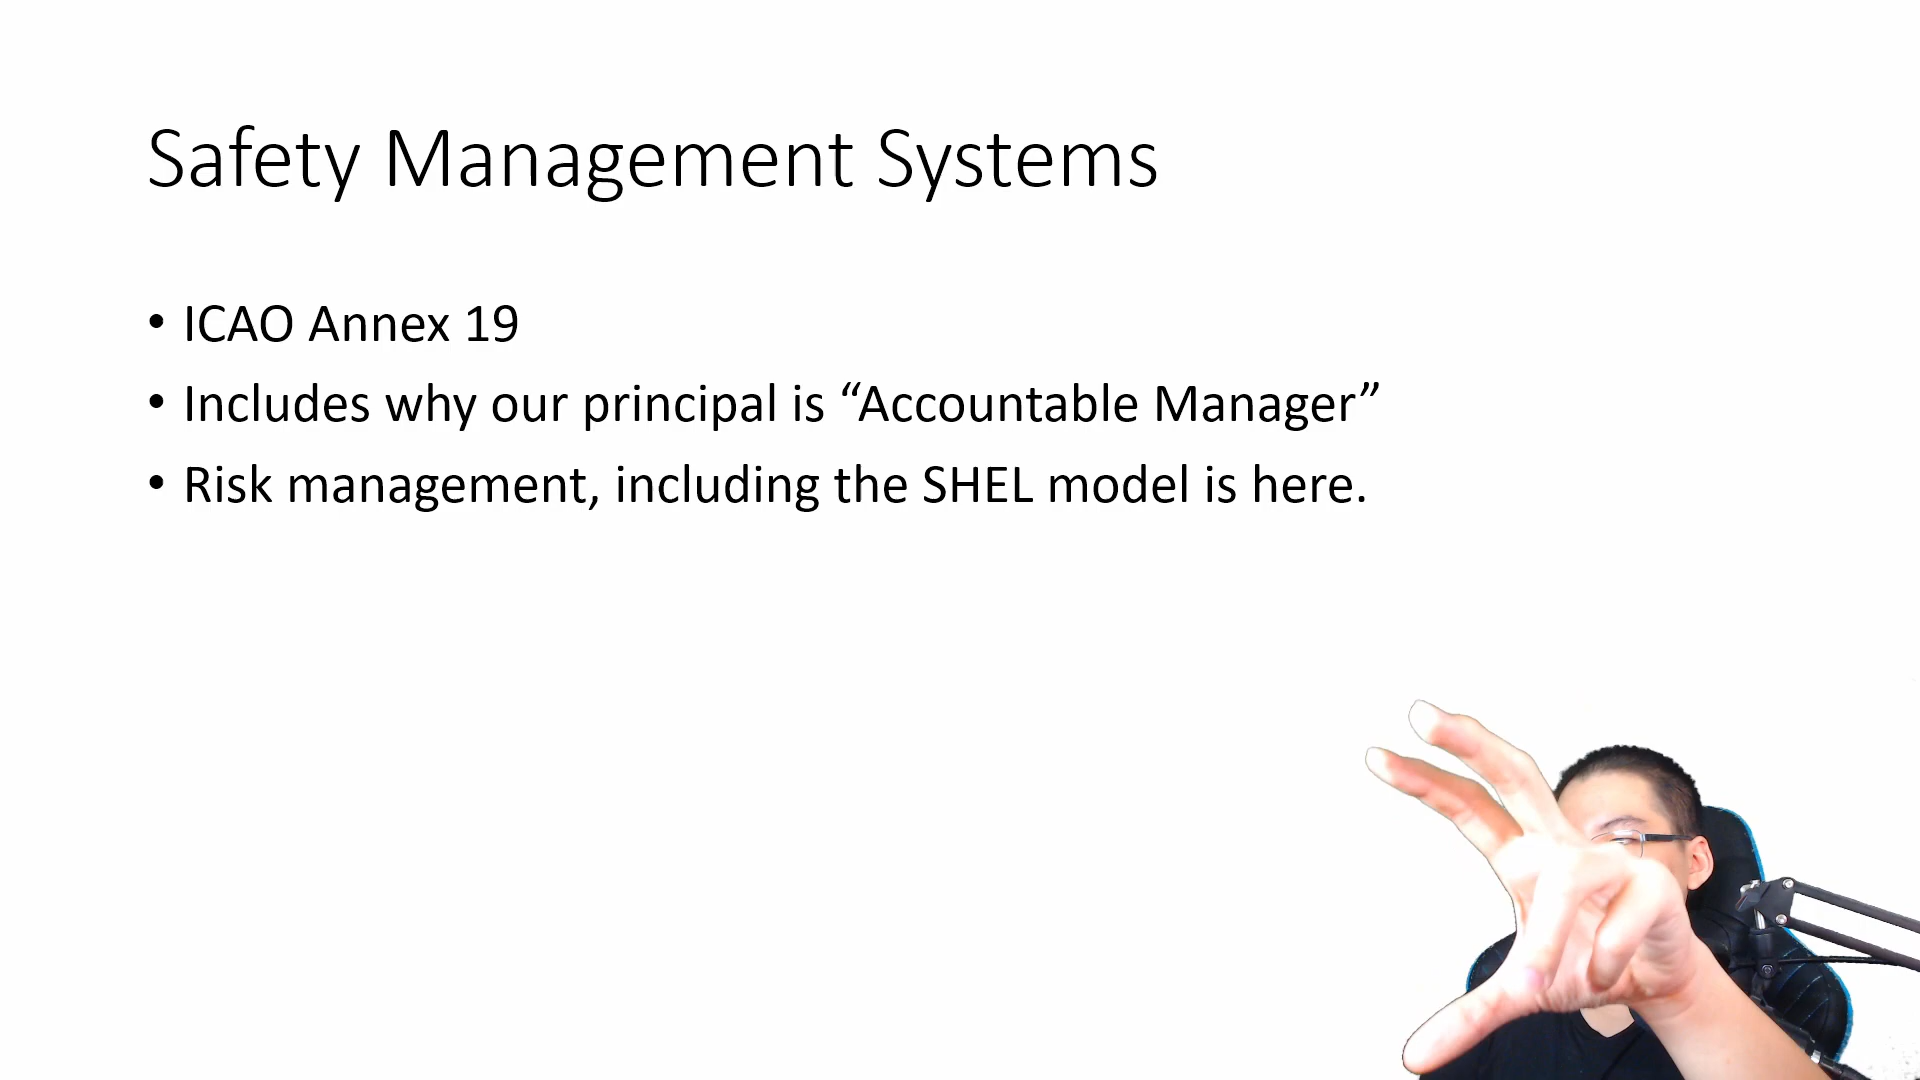 Safety Management Systems
• ICAO Annex 19
• Includes why our principal is “Accountable Manager”
• Risk management, including the SHEL model is here.